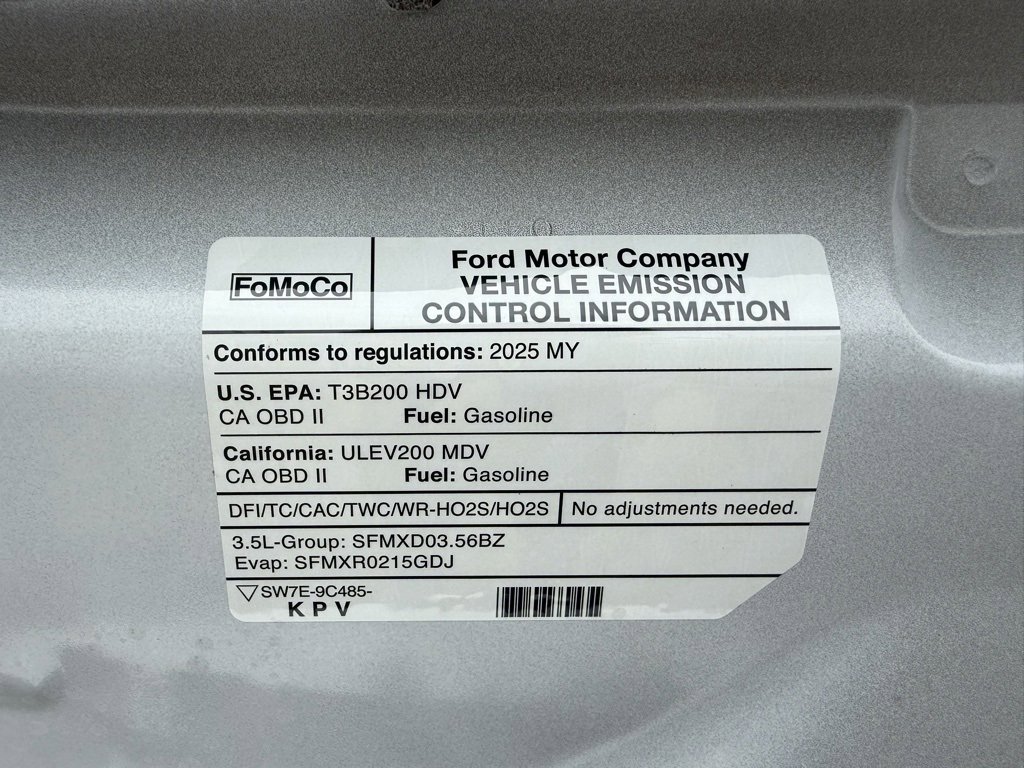 FoMoCo
Ford Motor Company
VEHICLE EMISSION
CONTROL INFORMATION
Conforms to regulations: 2025 MY
U.S. EPA: T3B200 HDV
CA OBD II Fuel: Gasoline
California: ULEV200 MDV
CA OBD II Fuel: Gasoline
DFI/TC/CAC/TWC/WR-HO2S/HO2S
No adjustments needed.
3.5L-Group: SFMXD03.56BZ
Evap: SFMXR0215GDJ
SW7E-9C485-
KPV